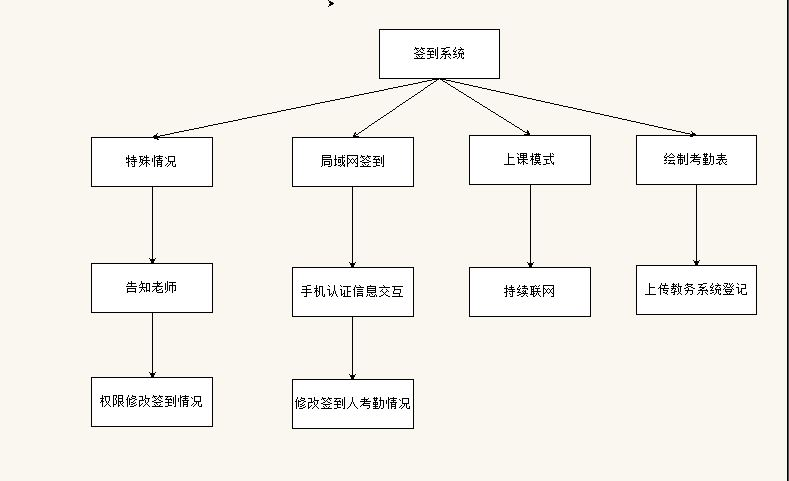 签到系统
特殊情况
局域网签到
上课模式
绘制考勤表
告知老师
手机认证信息交互
持续联网
上传教务系统登记
权限修改签到情况
修改签到人考勤情况